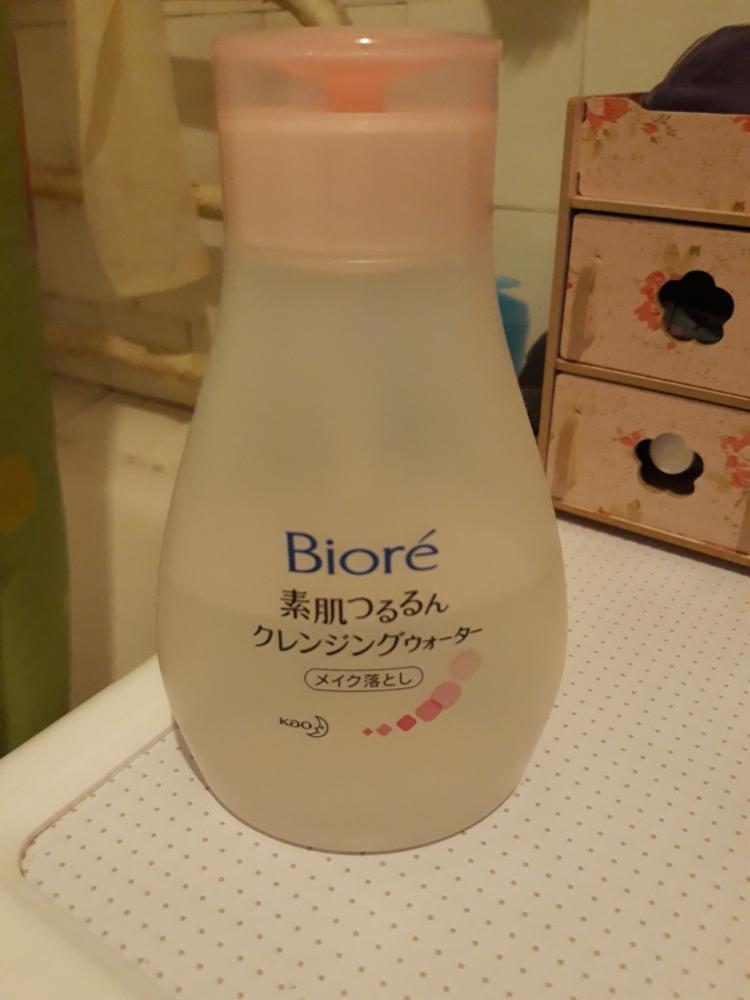 Bioré
素肌つるるん
クレンジングウォーター
メイク落とし
Kao